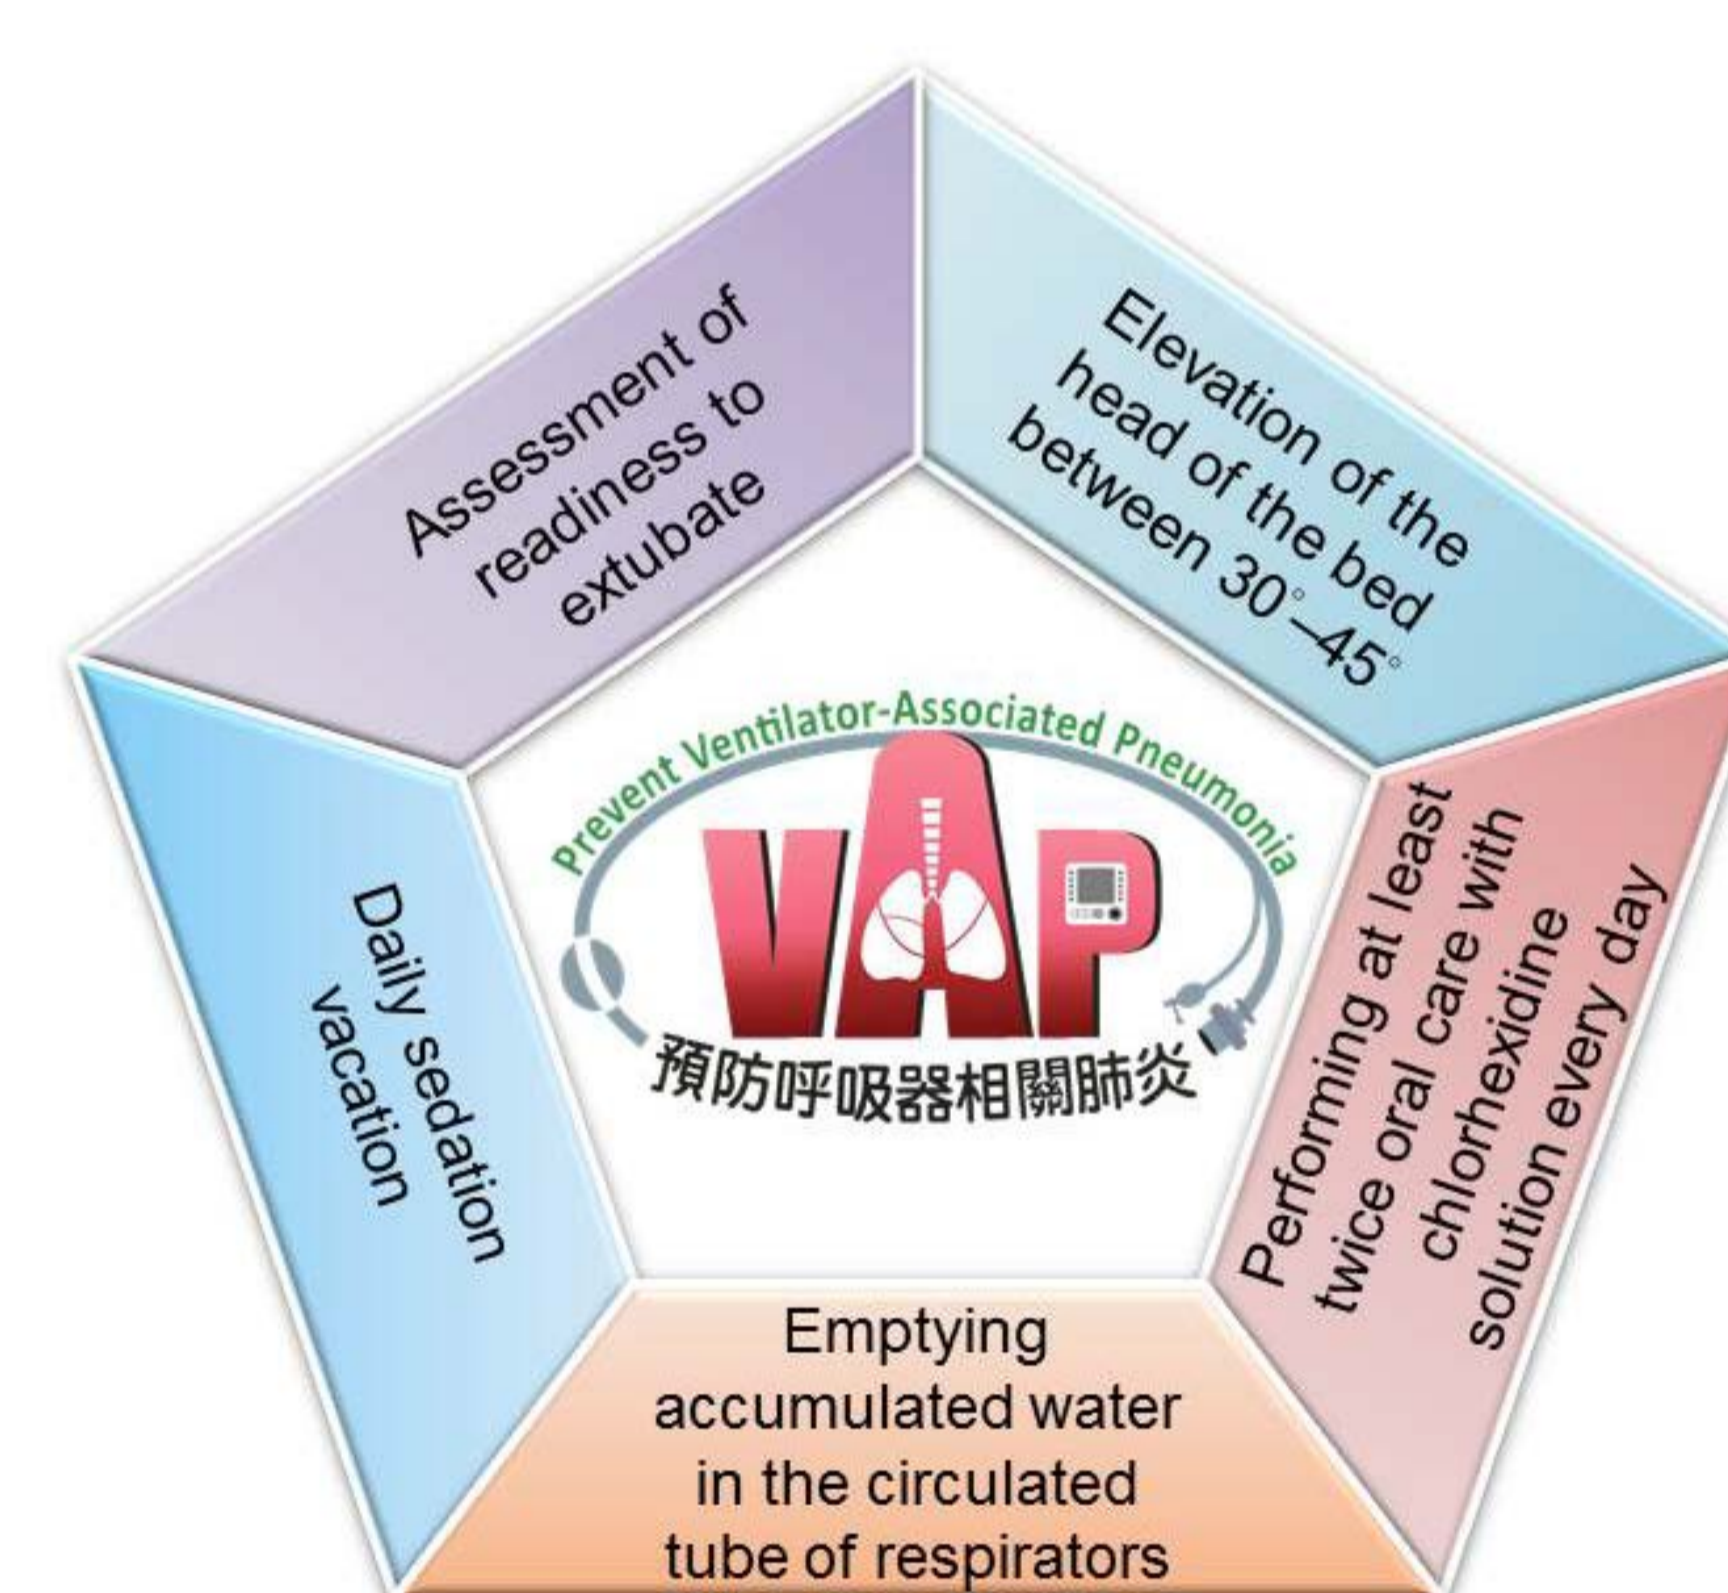 Assessment of
readiness to
extubate
Elevation of the
head of the bed
between 30°–45°
Prevent Ventilator-Associated Pneumonia
VAP
預防呼吸器相關肺炎
Daily sedation
vacation
Performing at least
twice oral care with
chlorhexidine
solution every day
Emptying
accumulated water
in the circulated
tube of respirators